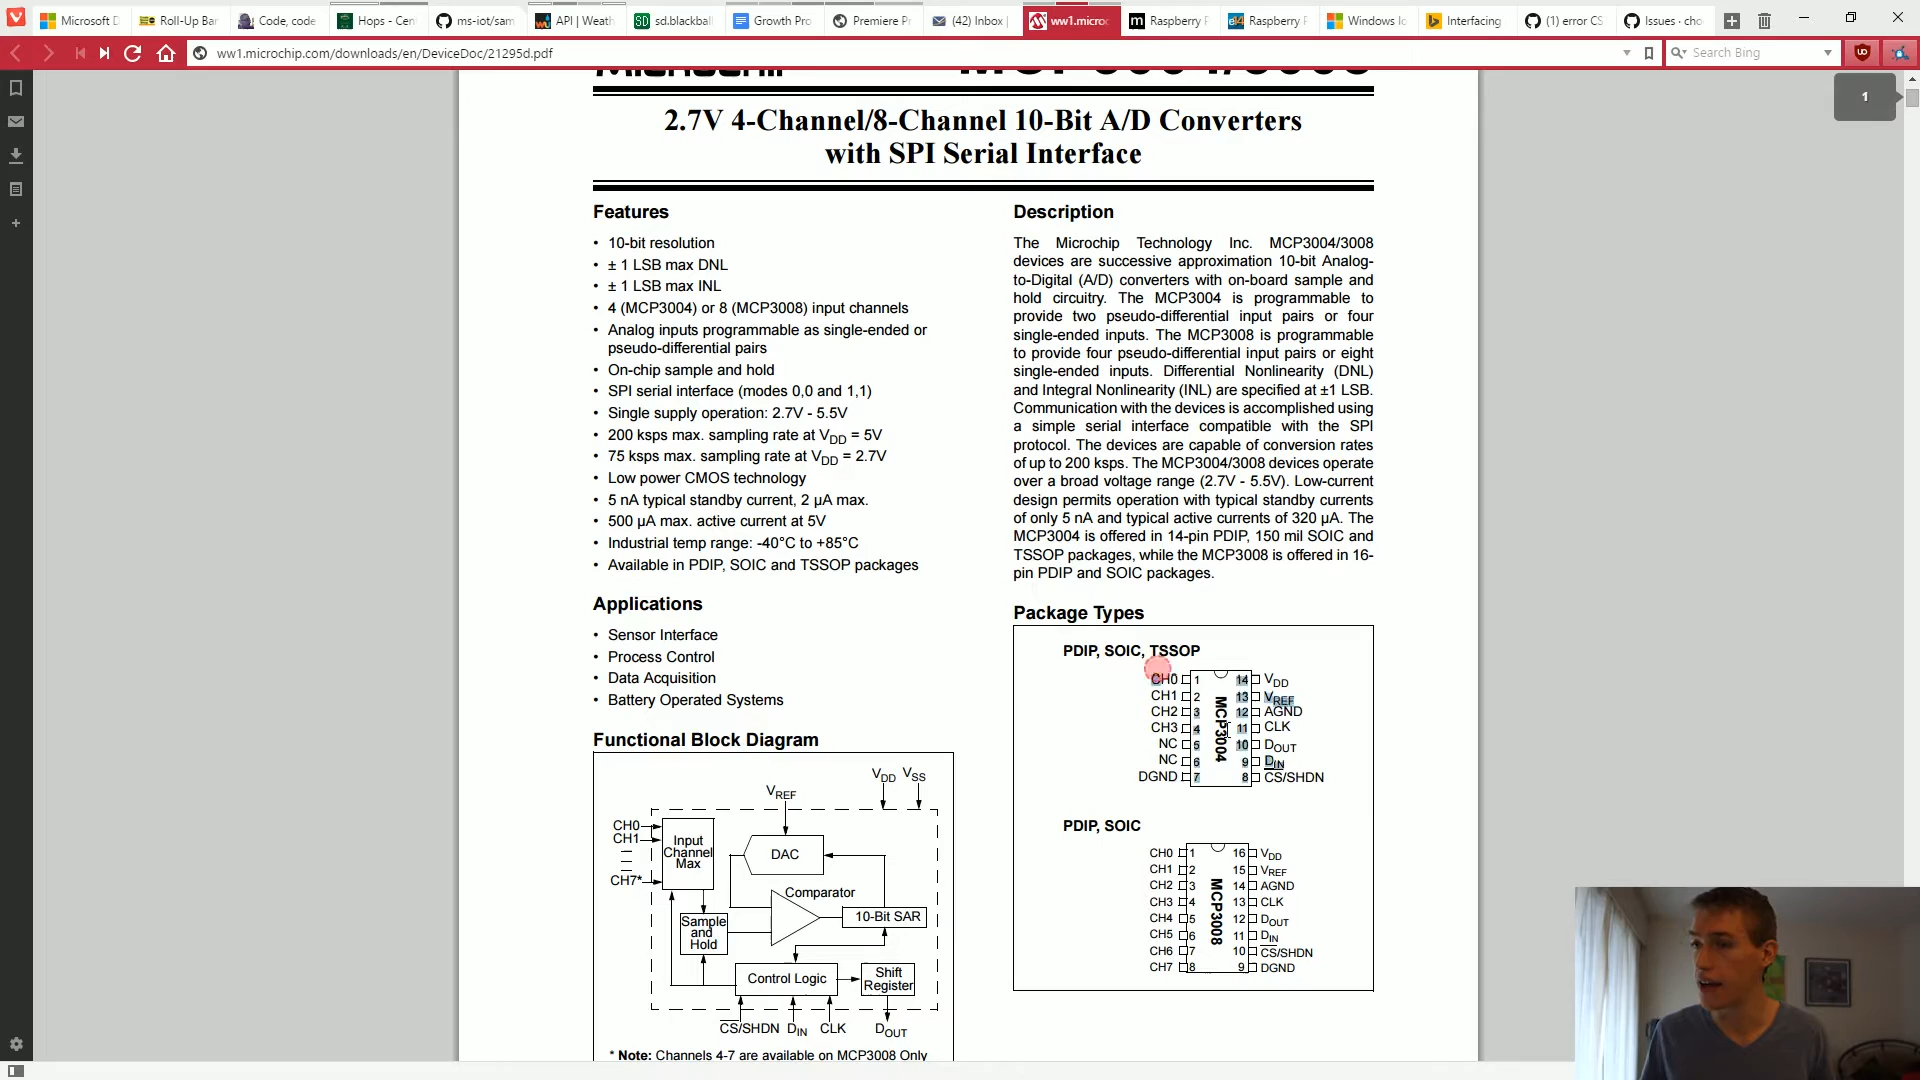 Microsoft D
Roll-Up Bar
Code, code
Hops - Cen
ms-iot/sam
API | Weath
sd.blackball
Growth Pro
Premiere Pr
(42) Inbox |
ww1.microc
Raspberry P
Raspberry P
Windows Io
Interfacing
(1) error CS
Issues · cho
ww1.microchip.com/downloads/en/DeviceDoc/21295d.pdf
Search Bing
1
2.7V 4-Channel/8-Channel 10-Bit A/D Converters
with SPI Serial Interface
Features
• 10-bit resolution
• ± 1 LSB max DNL
• ± 1 LSB max INL
• 4 (MCP3004) or 8 (MCP3008) input channels
• Analog inputs programmable as single-ended or
pseudo-differential pairs
• On-chip sample and hold
• SPI serial interface (modes 0,0 and 1,1)
• Single supply operation: 2.7V - 5.5V
• 200 ksps max. sampling rate at VDD = 5V
• 75 ksps max. sampling rate at VDD = 2.7V
• Low power CMOS technology
• 5 nA typical standby current, 2 µA max.
• 500 µA max. active current at 5V
• Industrial temp range: -40°C to +85°C
• Available in PDIP, SOIC and TSSOP packages
Applications
• Sensor Interface
• Process Control
• Data Acquisition
• Battery Operated Systems
Functional Block Diagram
VDD VSS
VREF
CH0
CH1
CH7*
Input
Channel
Max
DAC
Comparator
Sample
and
Hold
10-Bit SAR
Control Logic
Shift
Register
CS/SHDN DIN CLK DOUT
* Note: Channels 4-7 are available on MCP3008 Only
Description
The Microchip Technology Inc. MCP3004/3008
devices are successive approximation 10-bit Analog-
to-Digital (A/D) converters with on-board sample and
hold circuitry. The MCP3004 is programmable to
provide two pseudo-differential input pairs or four
single-ended inputs. The MCP3008 is programmable
to provide four pseudo-differential input pairs or eight
single-ended inputs. Differential Nonlinearity (DNL)
and Integral Nonlinearity (INL) are specified at ±1 LSB.
Communication with the devices is accomplished using
a simple serial interface compatible with the SPI
protocol. The devices are capable of conversion rates
of up to 200 ksps. The MCP3004/3008 devices operate
over a broad voltage range (2.7V - 5.5V). Low-current
design permits operation with typical standby currents
of only 5 nA and typical active currents of 320 µA. The
MCP3004 is offered in 14-pin PDIP, 150 mil SOIC and
TSSOP packages, while the MCP3008 is offered in 16-
pin PDIP and SOIC packages.
Package Types
PDIP, SOIC, TSSOP
CH0 1 14 VDD
CH1 2 13 VREF
CH2 3 12 AGND
CH3 4 11 CLK
NC 5 10 DOUT
NC 6 9 DIN
DGND 7 8 CS/SHDN
MCP3004
PDIP, SOIC
CH0 1 16 VDD
CH1 2 15 VREF
CH2 3 14 AGND
CH3 4 13 CLK
CH4 5 12 DOUT
CH5 6 11 DIN
CH6 7 10 CS/SHDN
CH7 8 9 DGND
MCP3008